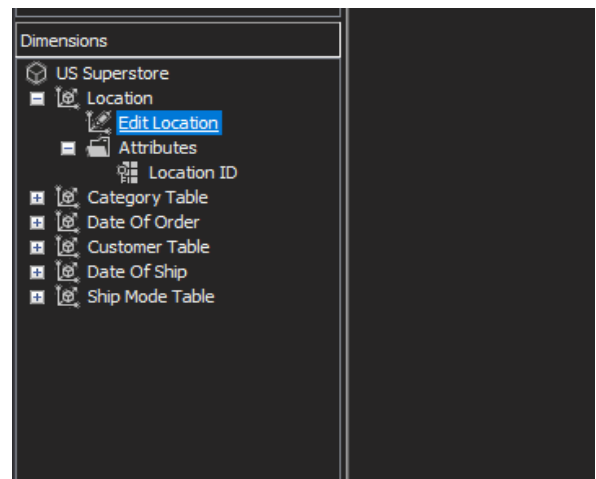 Dimensions
US Superstore
Location
Edit Location
Attributes
Location ID
Category Table
Date Of Order
Customer Table
Date Of Ship
Ship Mode Table